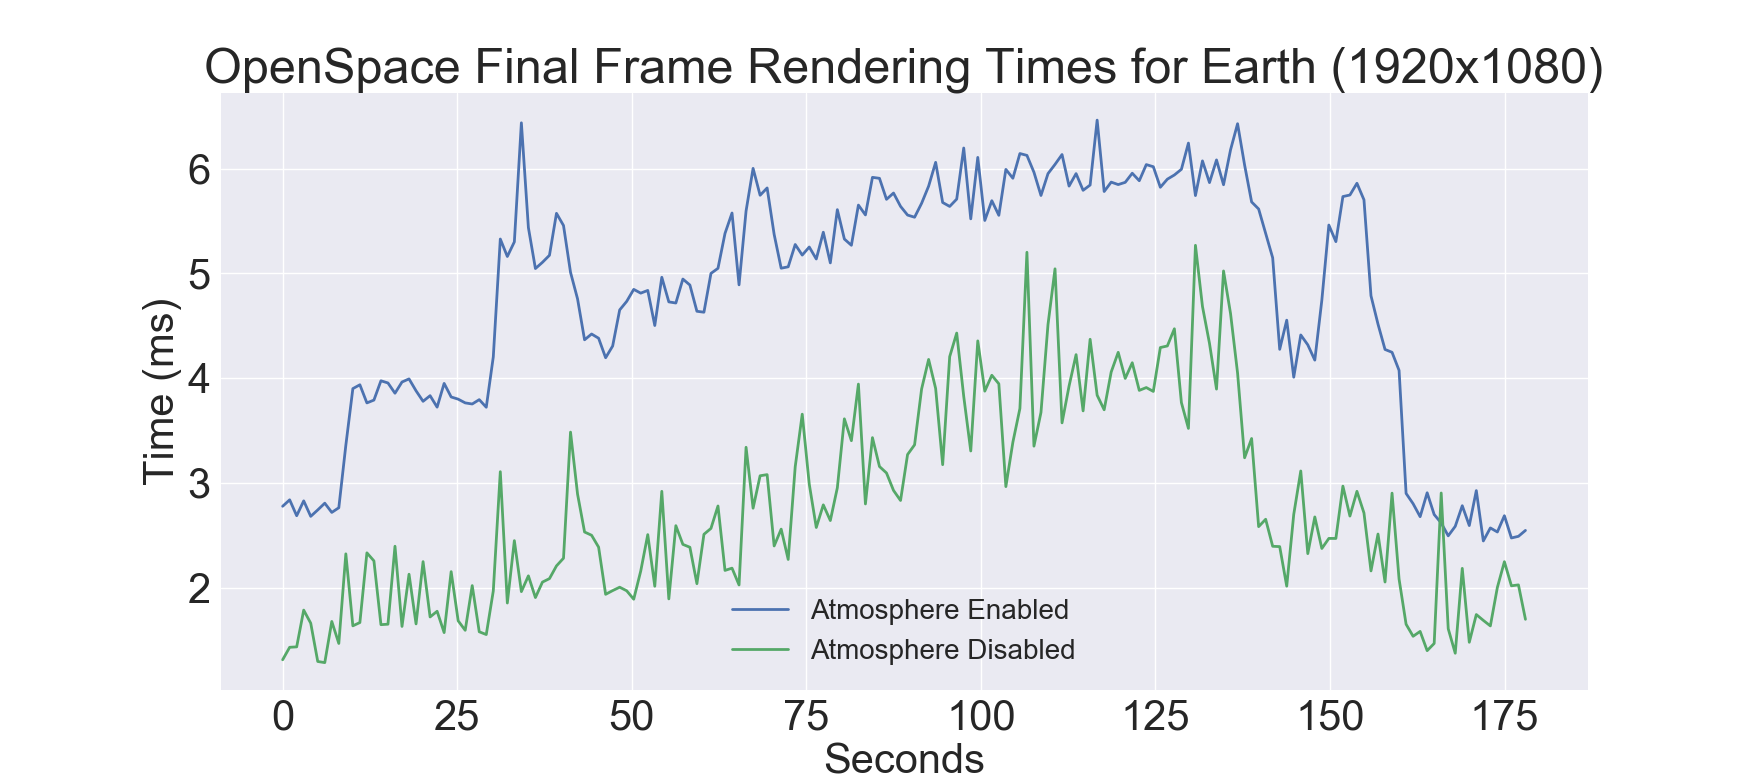 OpenSpace Final Frame Rendering Times for Earth (1920x1080)
6
5
4
3
2
Time (ms)
Atmosphere Enabled
Atmosphere Disabled
0 25 50 75 100 125 150 175
Seconds